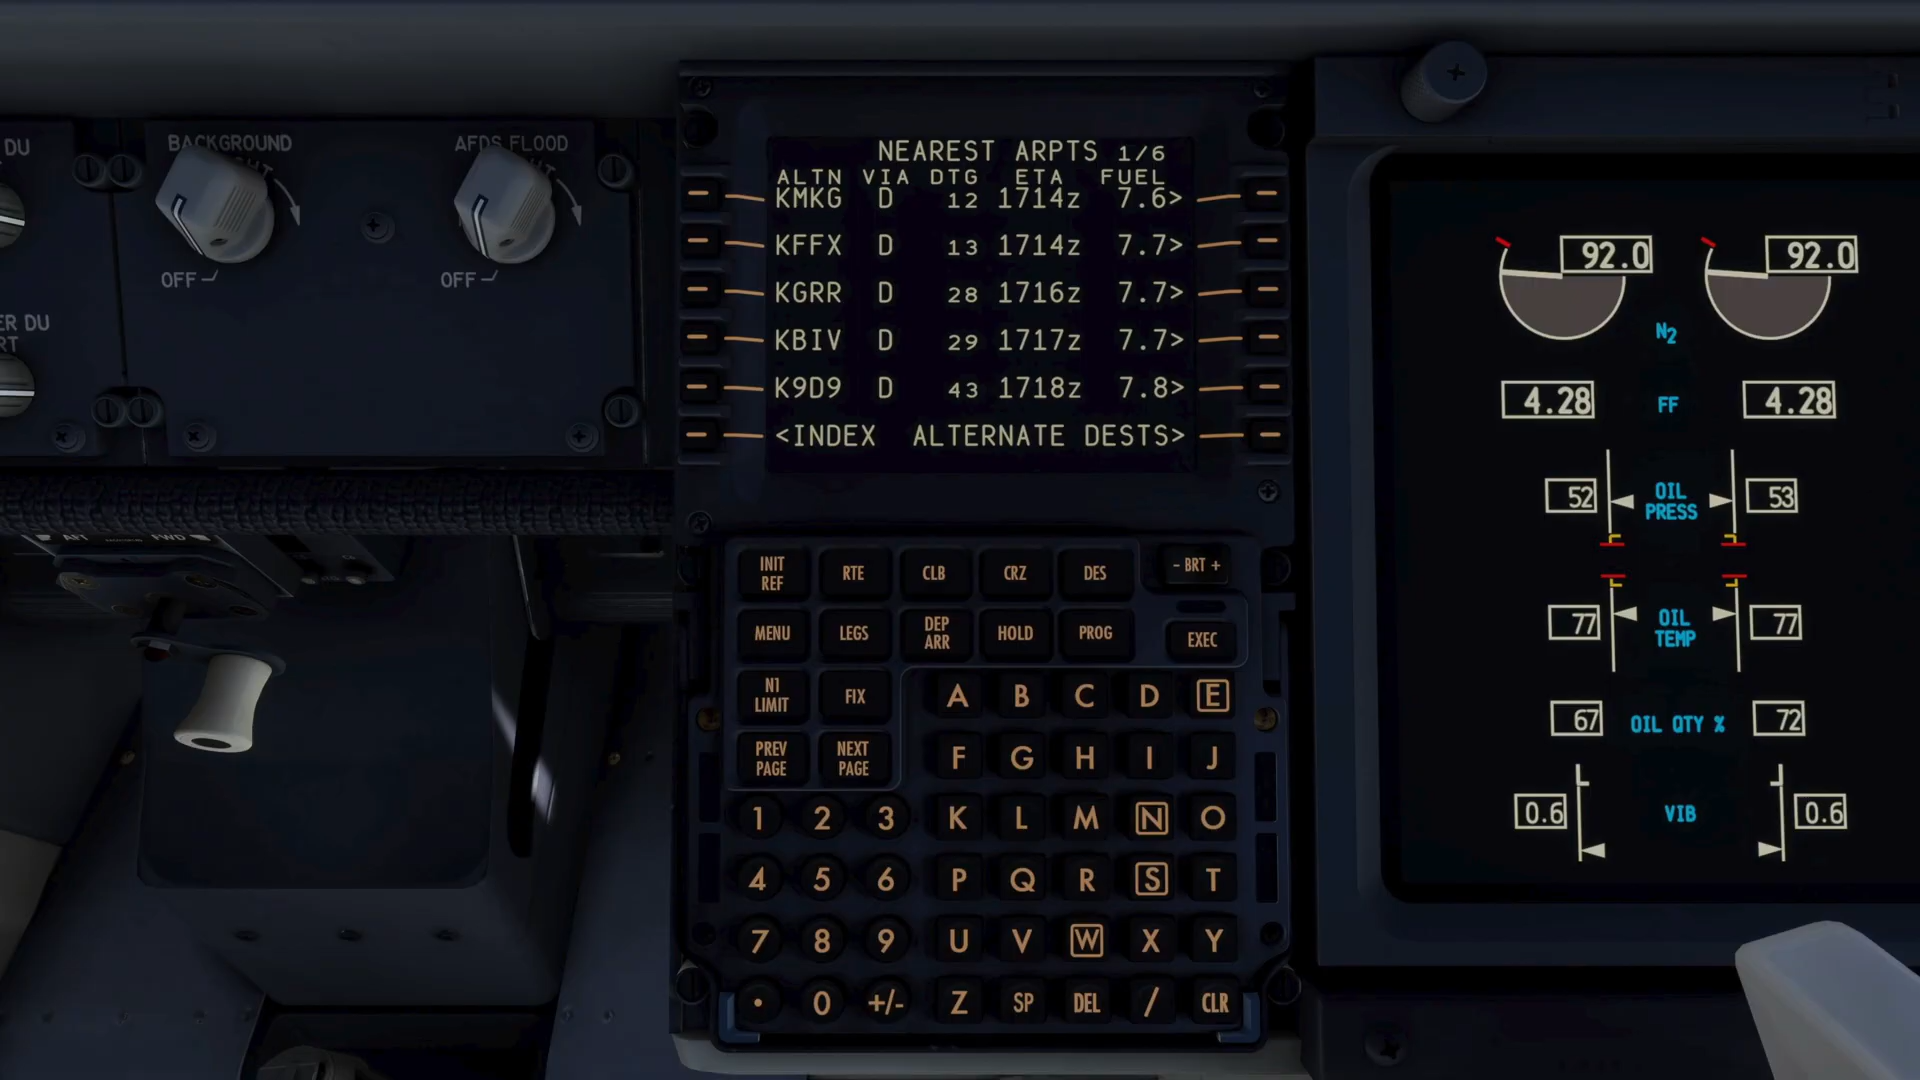 DU
BACKGROUND
AFDS FLOOD
OFF
OFF
DU
NEAREST ARPTS 1/6
ALTN VIA DTG ETA FUEL
KMKG D 12 1714z 7.6>
KFFX D 13 1714z 7.7>
KGRR D 28 1716z 7.7>
KBIV D 29 1717z 7.7>
K9D9 D 43 1718z 7.8>
<INDEX ALTERNATE DESTS>
AFT FWD
INIT REF RTE CLB CRZ DES - BRT +
MENU LEGS DEP ARR HOLD PROG EXEC
N1 LIMIT FIX
PREV PAGE NEXT PAGE
A B C D E
F G H I J
1 2 3 K L M N O
4 5 6 P Q R S T
7 8 9 U V W X Y
. 0 +/- Z SP DEL / CLR
92.0 92.0
N2
4.28 FF 4.28
52 OIL PRESS 53
77 OIL TEMP 77
67 OIL QTY % 72
0.6 VIB 0.6